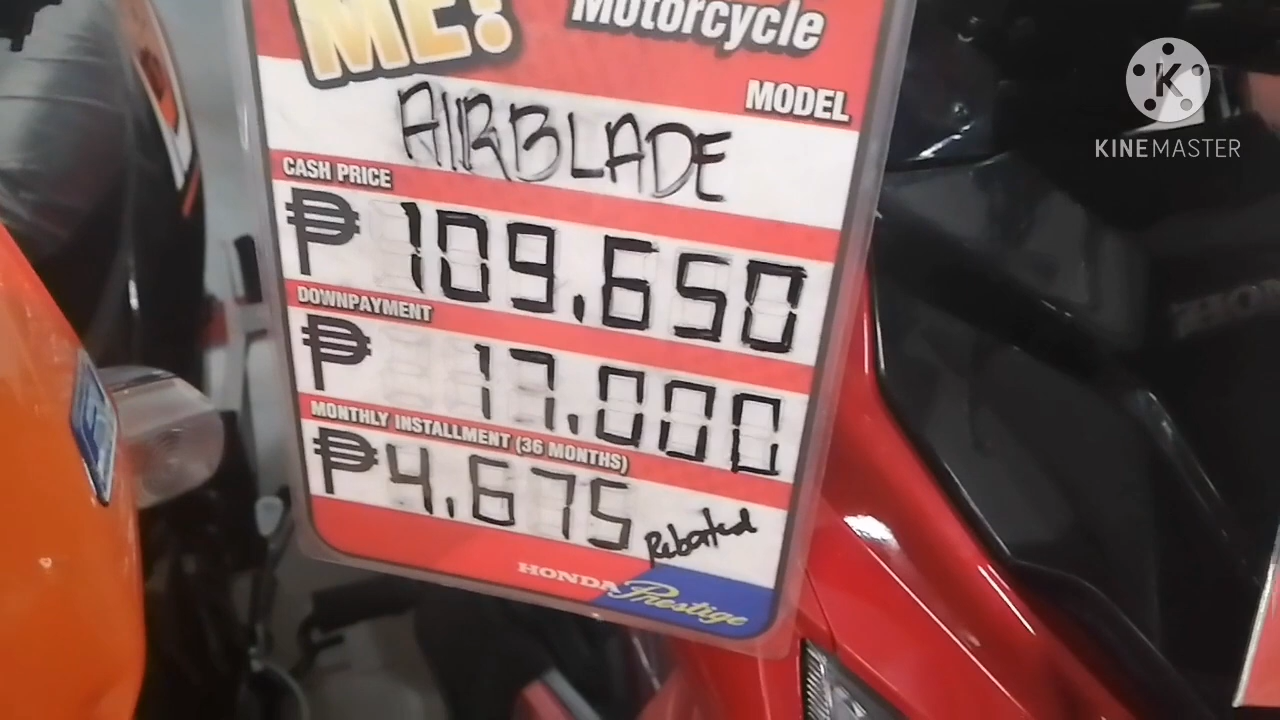 ME!
Motorcycle
MODEL
AIRBLADE
CASH PRICE
₱ 109,650
DOWNPAYMENT
₱ 17,000
MONTHLY INSTALLMENT (36 MONTHS)
₱4,675 Rebated
HONDA Prestige
K
KINEMASTER